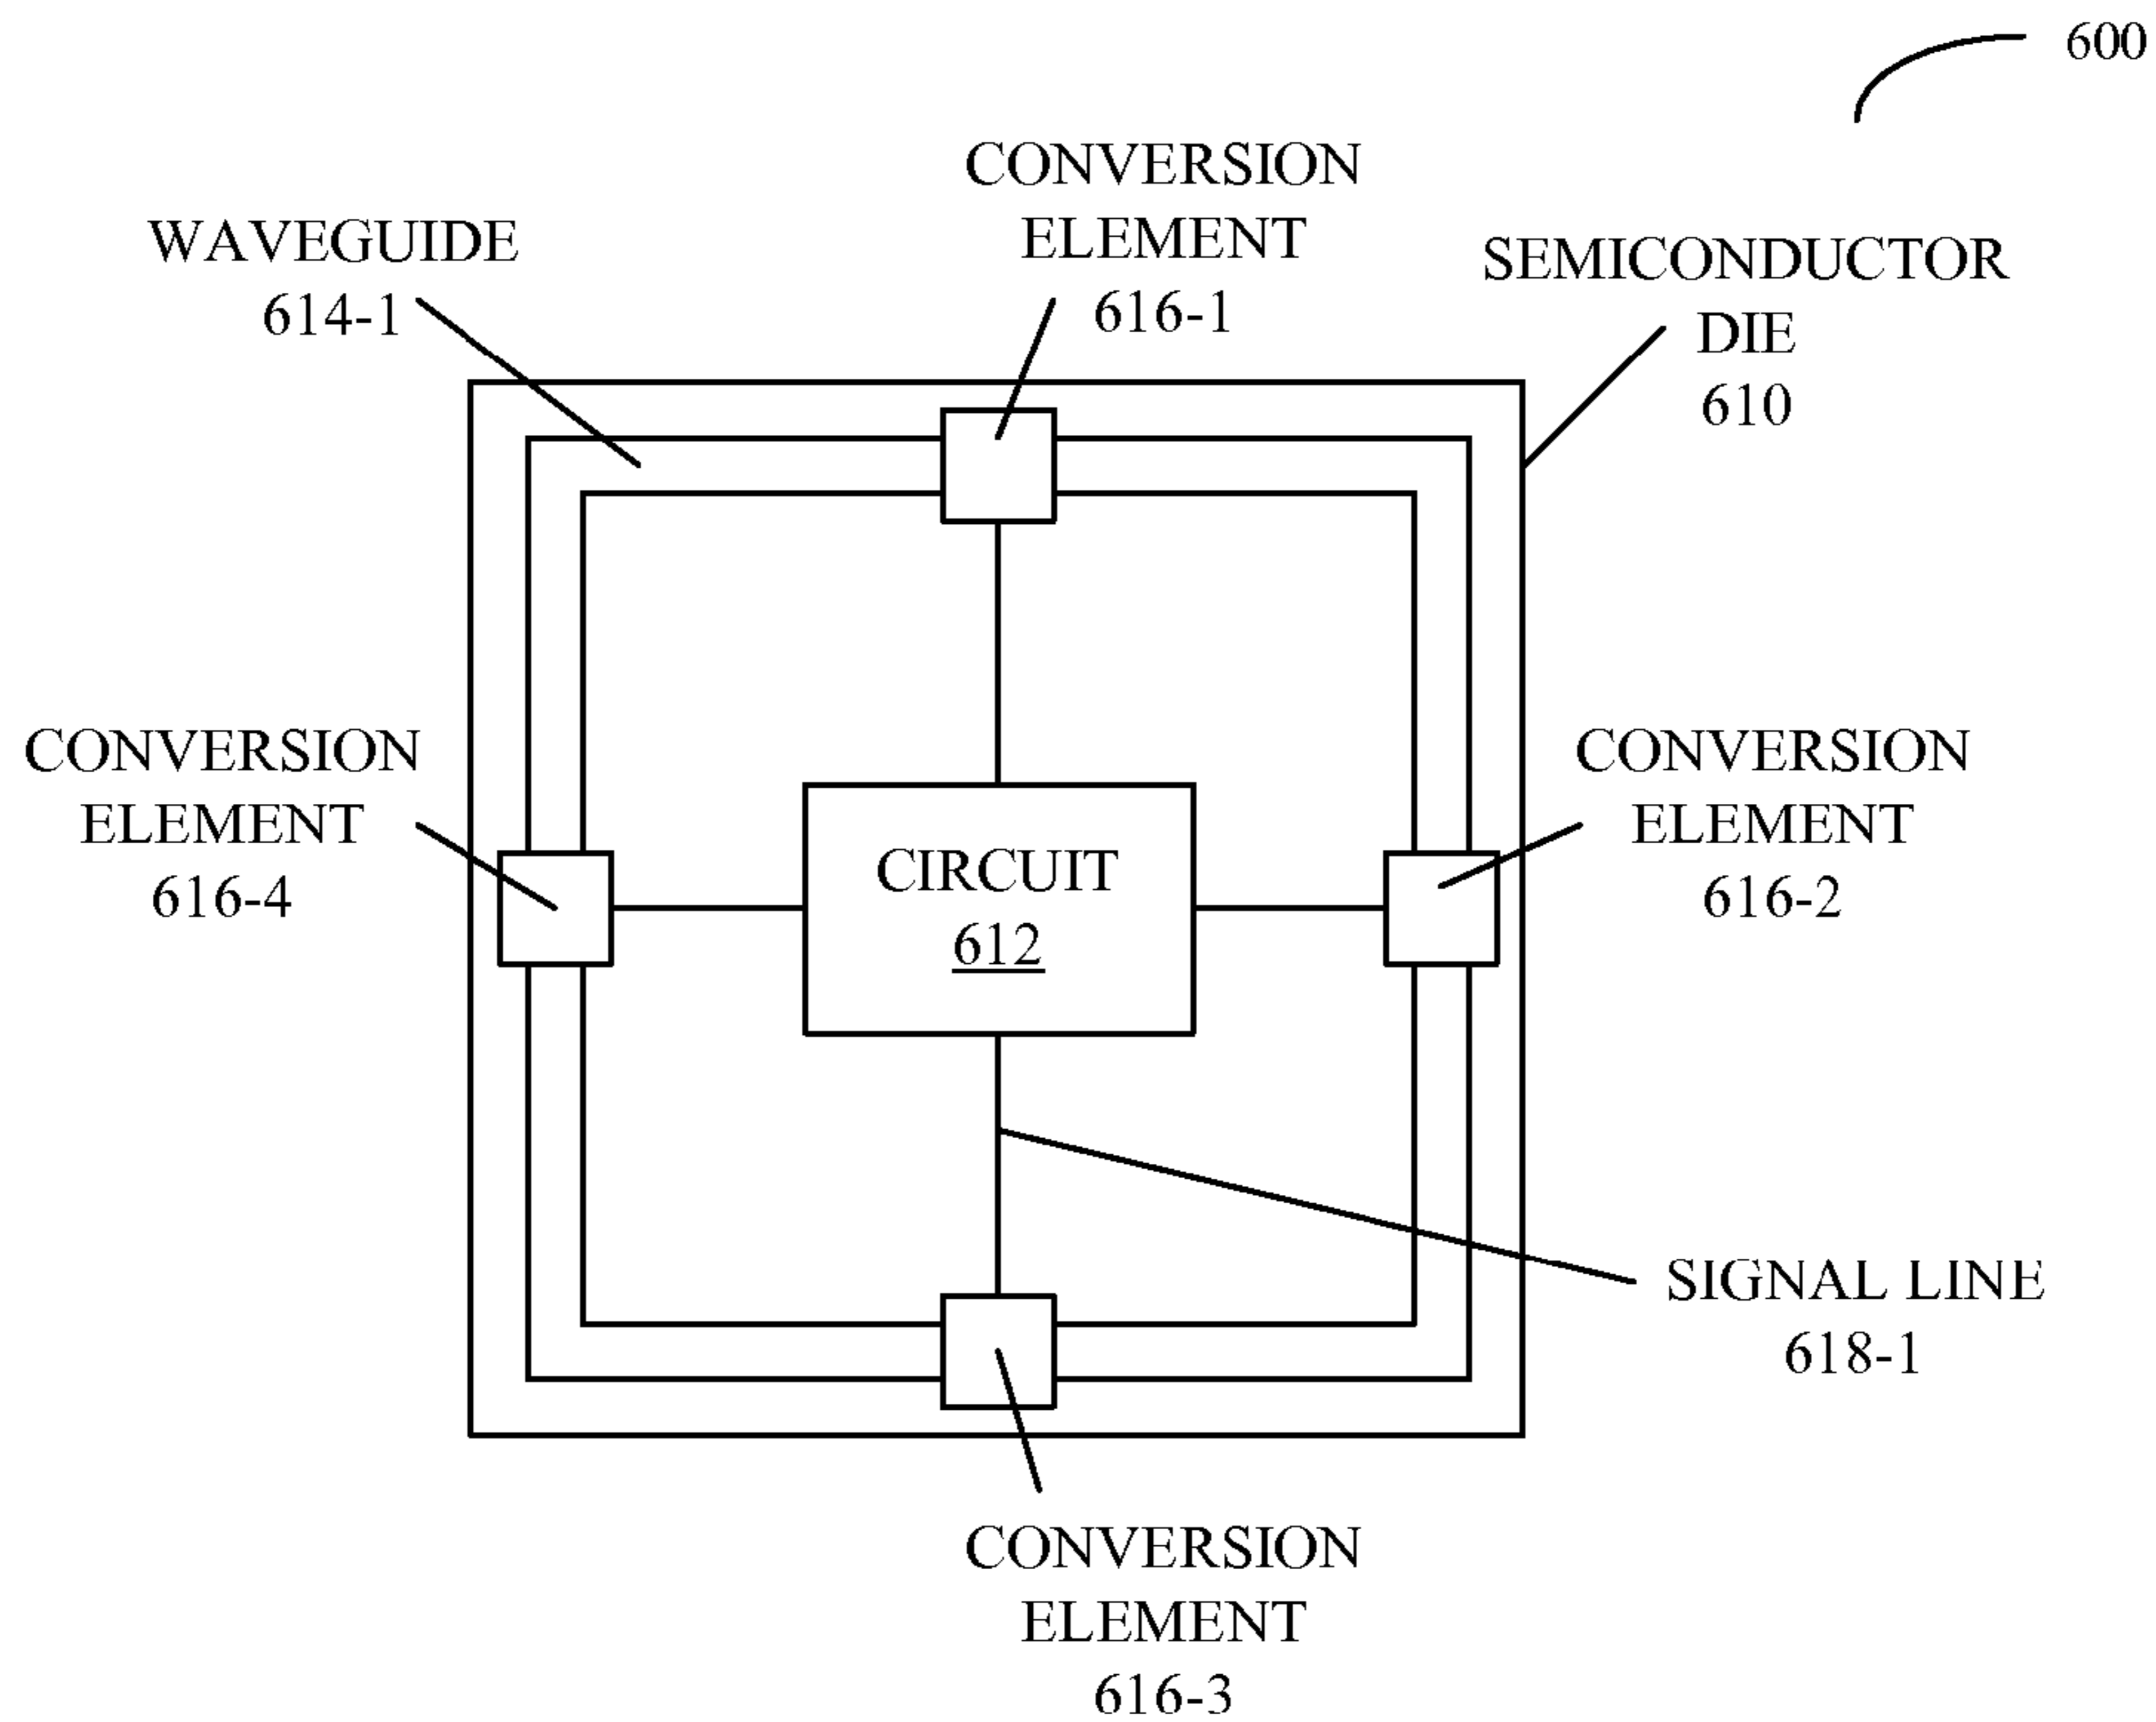 600
CONVERSION
ELEMENT
616-1
WAVEGUIDE
614-1
SEMICONDUCTOR
DIE
610
CONVERSION
ELEMENT
616-4
CIRCUIT
612
CONVERSION
ELEMENT
616-2
SIGNAL LINE
618-1
CONVERSION
ELEMENT
616-3